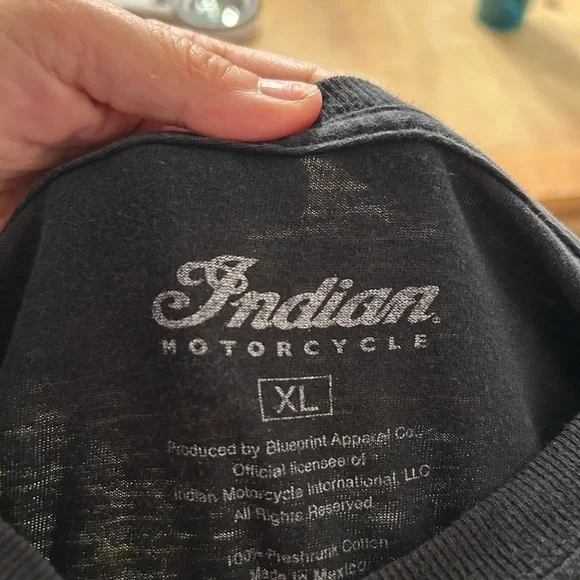 Indian
MOTORCYCLE
XL
Produced by Blueprint Apparel Co.
Official licensee of
Indian Motorcycle International, LLC
All Rights Reserved.
100% Preshrunk Cotton
Made in Mexico